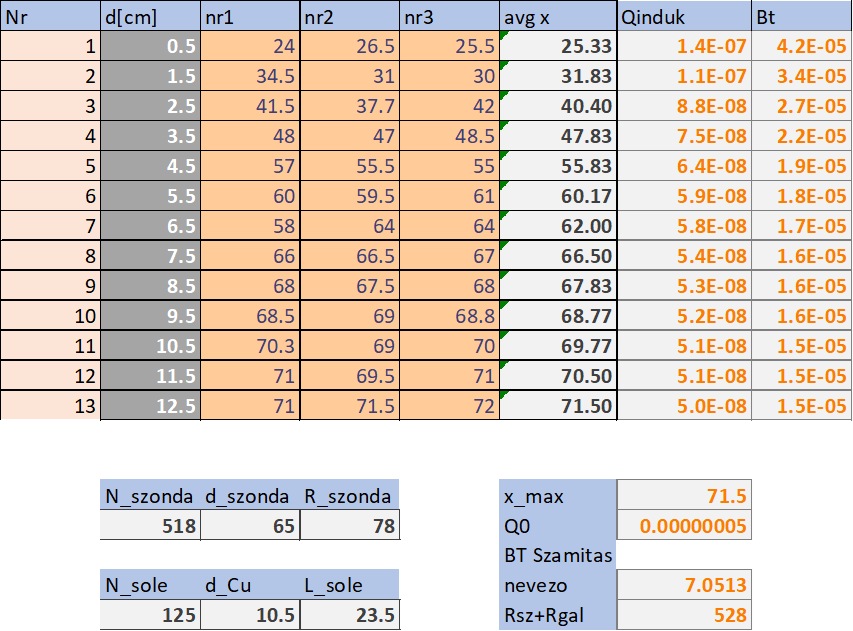 Nr d[cm] nr1 nr2 nr3 avg x Qinduk Bt
1 0.5 24 26.5 25.5 25.33 1.4E-07 4.2E-05
2 1.5 34.5 31 30 31.83 1.1E-07 3.4E-05
3 2.5 41.5 37.7 42 40.40 8.8E-08 2.7E-05
4 3.5 48 47 48.5 47.83 7.5E-08 2.2E-05
5 4.5 57 55.5 55 55.83 6.4E-08 1.9E-05
6 5.5 60 59.5 61 60.17 5.9E-08 1.8E-05
7 6.5 58 64 64 62.00 5.8E-08 1.7E-05
8 7.5 66 66.5 67 66.50 5.4E-08 1.6E-05
9 8.5 68 67.5 68 67.83 5.3E-08 1.6E-05
10 9.5 68.5 69 68.8 68.77 5.2E-08 1.6E-05
11 10.5 70.3 69 70 69.77 5.1E-08 1.5E-05
12 11.5 71 69.5 71 70.50 5.1E-08 1.5E-05
13 12.5 71 71.5 72 71.50 5.0E-08 1.5E-05
N_szonda d_szonda R_szonda x_max 71.5
518 65 78 Q0 0.00000005
BT Szamitas
N_sole d_Cu L_sole nevezo 7.0513
125 10.5 23.5 Rsz+Rgal 528